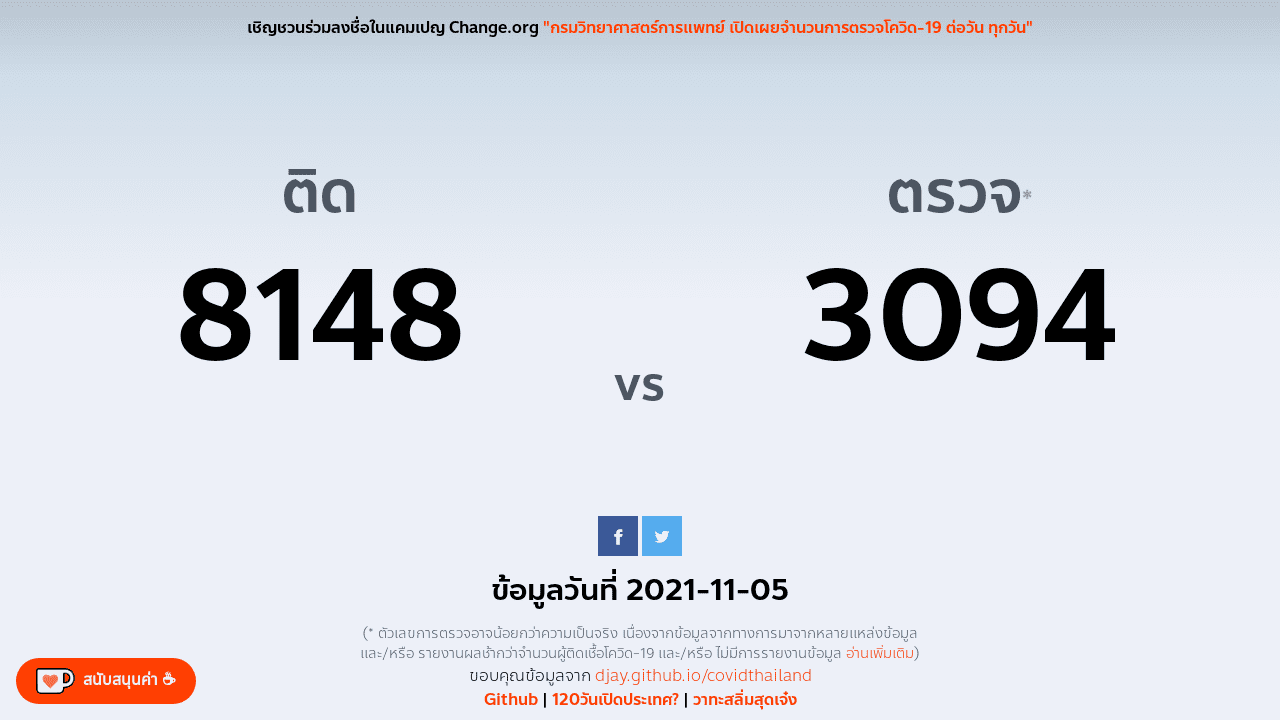 เชิญชวนร่วมลงชื่อในแคมเปญ Change.org "กรมวิทยาศาสตร์การแพทย์ เปิดเผยจำนวนการตรวจโควิด-19 ต่อวัน ทุกวัน"
ติด
8148
vs
ตรวจ*
3094
ข้อมูลวันที่ 2021-11-05
(* ตัวเลขการตรวจอาจน้อยกว่าความเป็นจริง เนื่องจากข้อมูลจากทางการมาจากหลายแหล่งข้อมูล
และ/หรือ รายงานผลช้ากว่าจำนวนผู้ติดเชื้อโควิด-19 และ/หรือ ไม่มีการรายงานข้อมูล อ่านเพิ่มเติม)
ขอบคุณข้อมูลจาก djay.github.io/covidthailand
Github | 120วันเปิดประเทศ? | วาทะสลิ่มสุดเจ๋ง
สนับสนุนค่า ☕